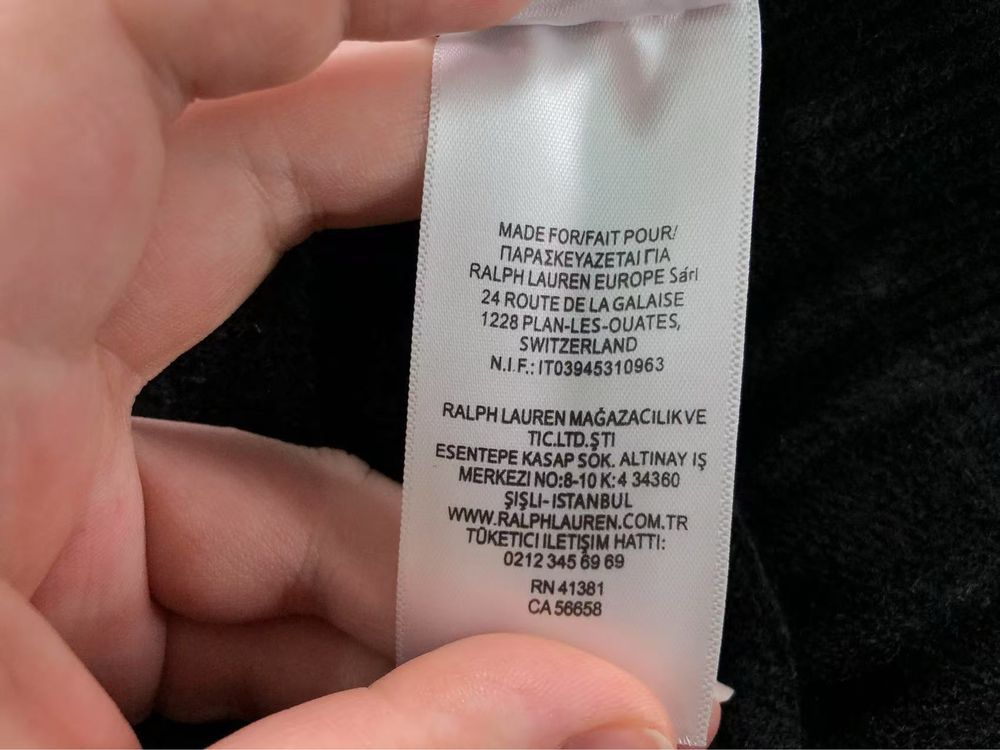 MADE FOR/FAIT POUR/
ΠΑΡΑΣΚΕΥΑΖΕΤΑΙ ΓΙΑ
RALPH LAUREN EUROPE Sárl
24 ROUTE DE LA GALAISE
1228 PLAN-LES-OUATES,
SWITZERLAND
N.I.F.: IT03945310963
RALPH LAUREN MAĞAZACILIK VE
TIC.LTD.ŞTI
ESENTEPE KASAP SOK. ALTINAY IŞ
MERKEZI NO:8-10 K:4 34360
ŞIŞLI-ISTANBUL
WWW.RALPHLAUREN.COM.TR
TÜKETICI ILETIŞIM HATTI:
0212 345 69 69
RN 41381
CA 56658